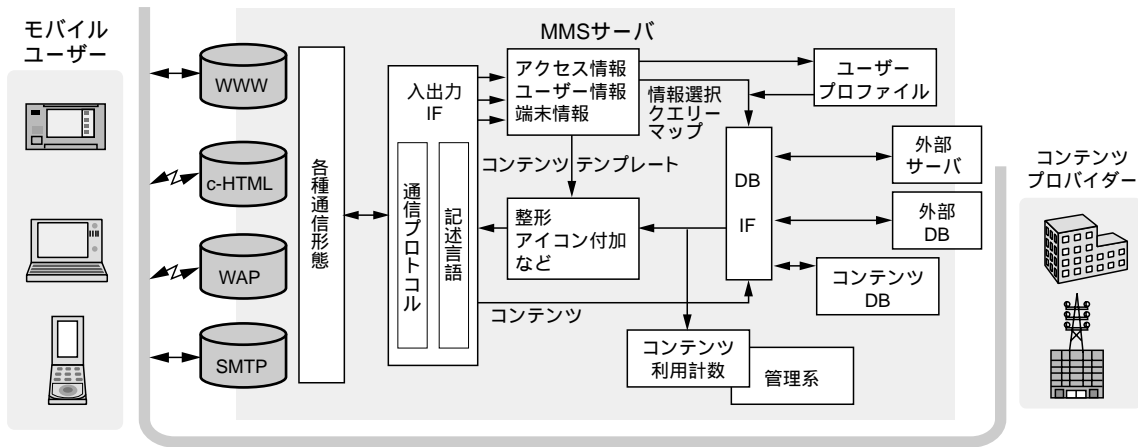 モバイル
ユーザー
MMSサーバ
WWW
c-HTML
WAP
SMTP
各種通信形態
入出力
IF
通信プロトコル
記述言語
アクセス情報
ユーザー情報
端末情報
情報選択
クエリー
マップ
ユーザー
プロファイル
コンテンツ テンプレート
整形
アイコン付加
など
コンテンツ
DB
IF
外部
サーバ
外部
DB
コンテンツ
DB
コンテンツ
利用計数
管理系
コンテンツ
プロバイダー